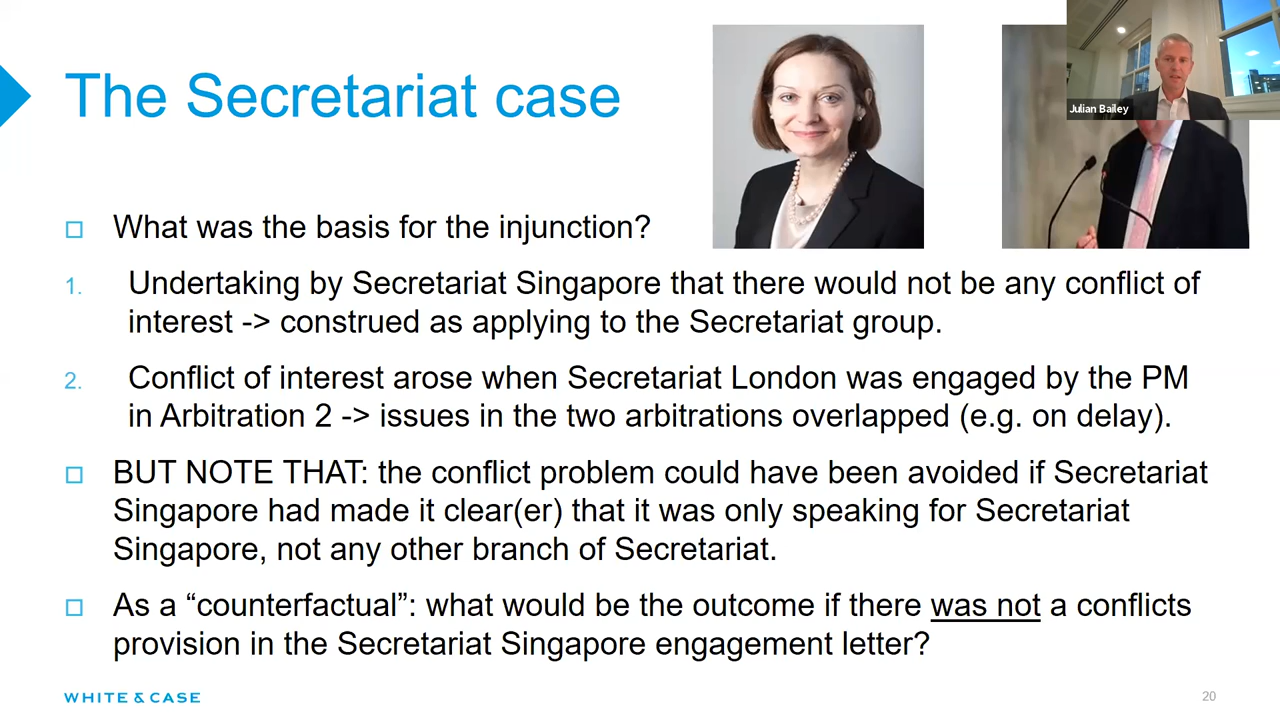 The Secretariat case
Julian Bailey
What was the basis for the injunction?
1. Undertaking by Secretariat Singapore that there would not be any conflict of
interest -> construed as applying to the Secretariat group.
2. Conflict of interest arose when Secretariat London was engaged by the PM
in Arbitration 2 -> issues in the two arbitrations overlapped (e.g. on delay).
BUT NOTE THAT: the conflict problem could have been avoided if Secretariat
Singapore had made it clear(er) that it was only speaking for Secretariat
Singapore, not any other branch of Secretariat.
As a “counterfactual”: what would be the outcome if there was not a conflicts
provision in the Secretariat Singapore engagement letter?
WHITE & CASE
20